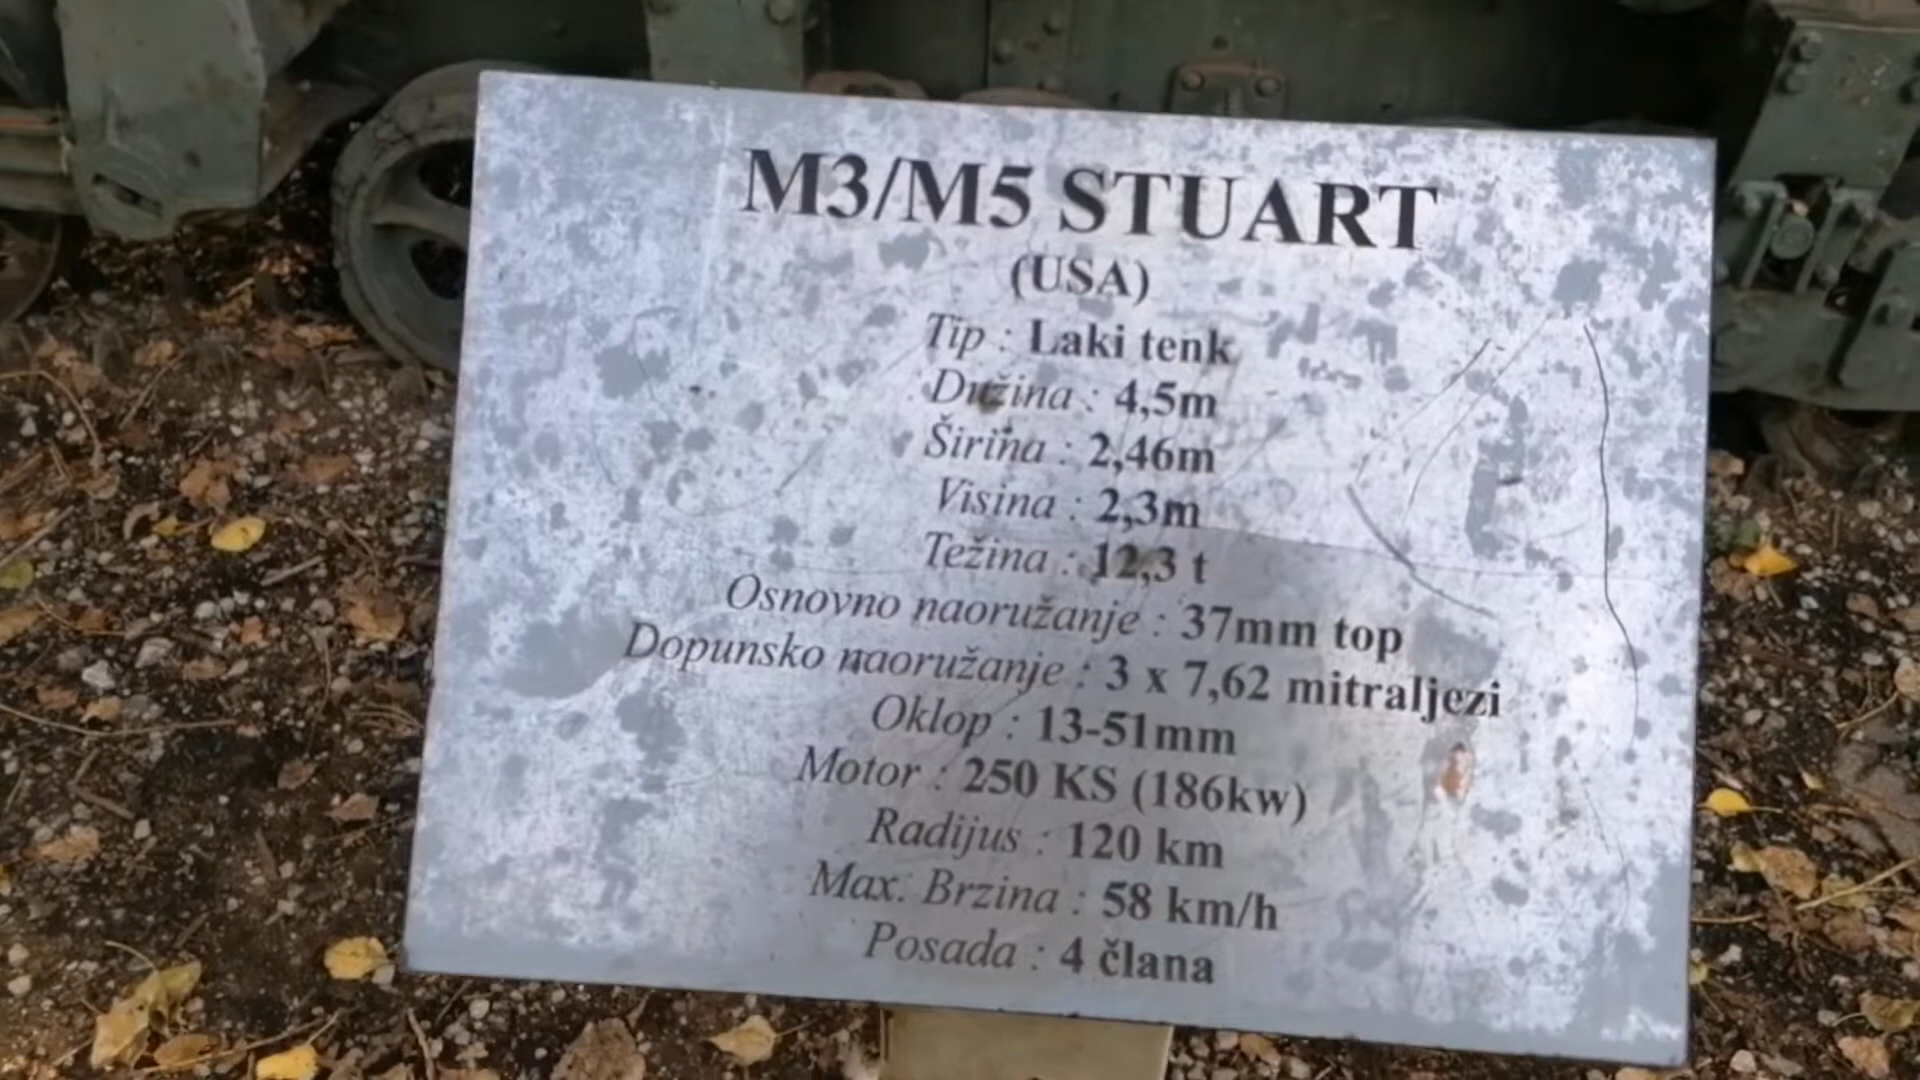 M3/M5 STUART
(USA)
Tip : Laki tenk
Dužina : 4,5m
Širina : 2,46m
Visina : 2,3m
Težina : 12,3 t
Osnovno naoružanje : 37mm top
Dopunsko naoružanje : 3 x 7,62 mitraljezi
Oklop : 13-51mm
Motor : 250 KS (186kw)
Radijus : 120 km
Max. Brzina : 58 km/h
Posada : 4 člana